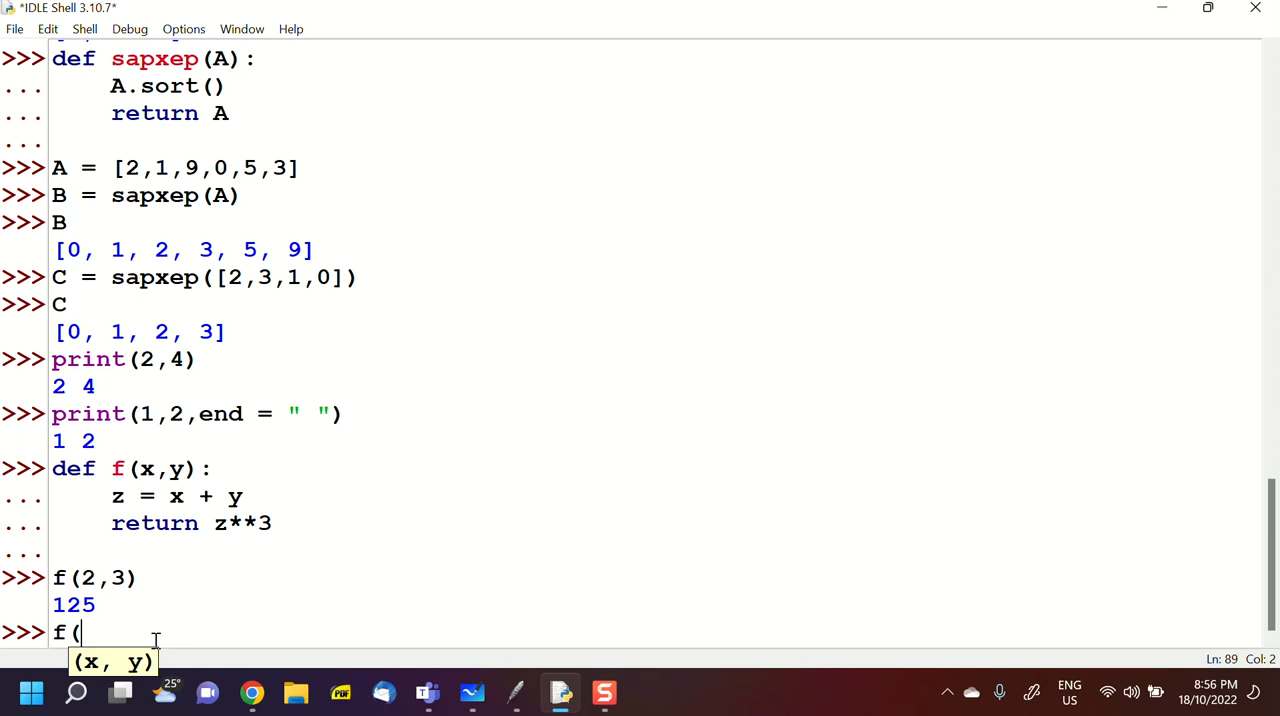 *IDLE Shell 3.10.7*
File Edit Shell Debug Options Window Help
>>> def sapxep(A):
... A.sort()
... return A
...
>>> A = [2,1,9,0,5,3]
>>> B = sapxep(A)
>>> B
[0, 1, 2, 3, 5, 9]
>>> C = sapxep([2,3,1,0])
>>> C
[0, 1, 2, 3]
>>> print(2,4)
2 4
>>> print(1,2,end = " ")
1 2
>>> def f(x,y):
... z = x + y
... return z**3
...
>>> f(2,3)
125
>>> f(
(x, y)
Ln: 89 Col: 2
25°
PDF
S
ENG
US
8:56 PM
18/10/2022